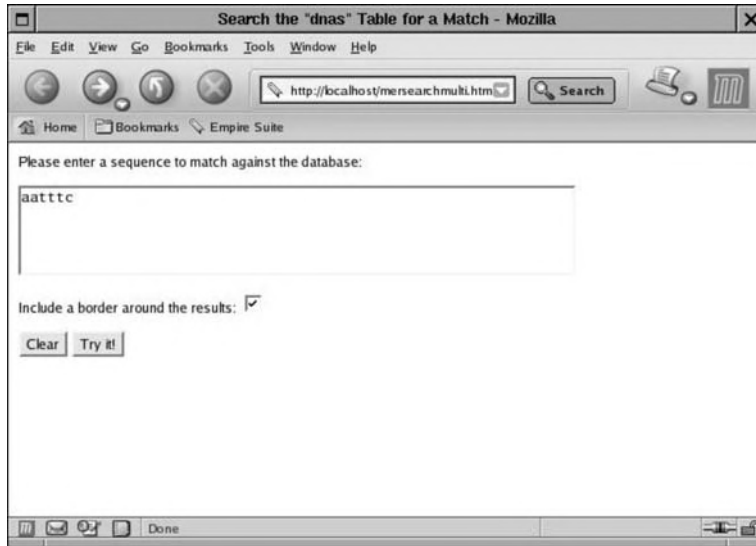 Search the "dnas" Table for a Match - Mozilla
File Edit View Go Bookmarks Tools Window Help
http://localhost/mersearchmulti.htm Search
Home Bookmarks Empire Suite
Please enter a sequence to match against the database:
aatttc
Include a border around the results:
Clear Try it!
Done